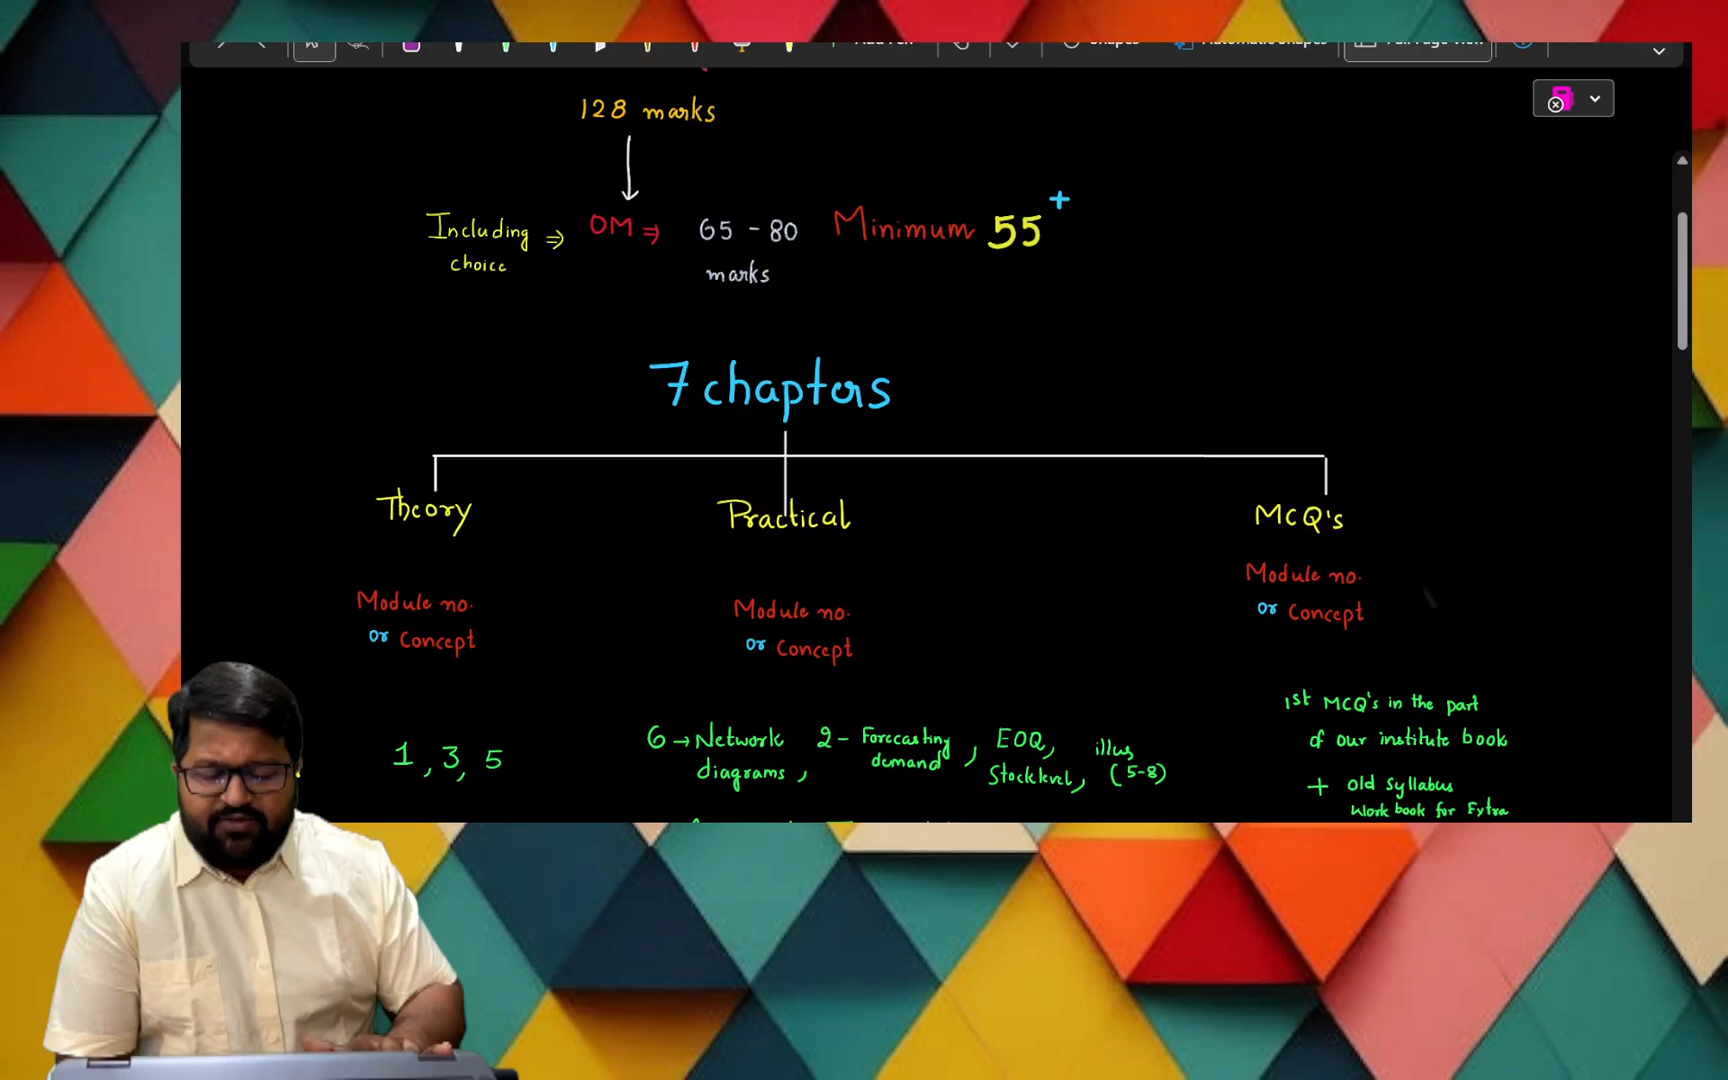 128 marks
Including ⇒ OM ⇒ 65 - 80 Minimum 55+
choice marks
7 chapters
Theory Practical MCQ's
Module no. Module no. Module no.
or Concept or Concept or Concept
1st MCQ's in the part
of our institute book
+ old syllabus
Work book for Extra
1, 3, 5
6 → Network 2 - Forecasting EOQ, illus
diagrams, demand, Stock level, (5-8)